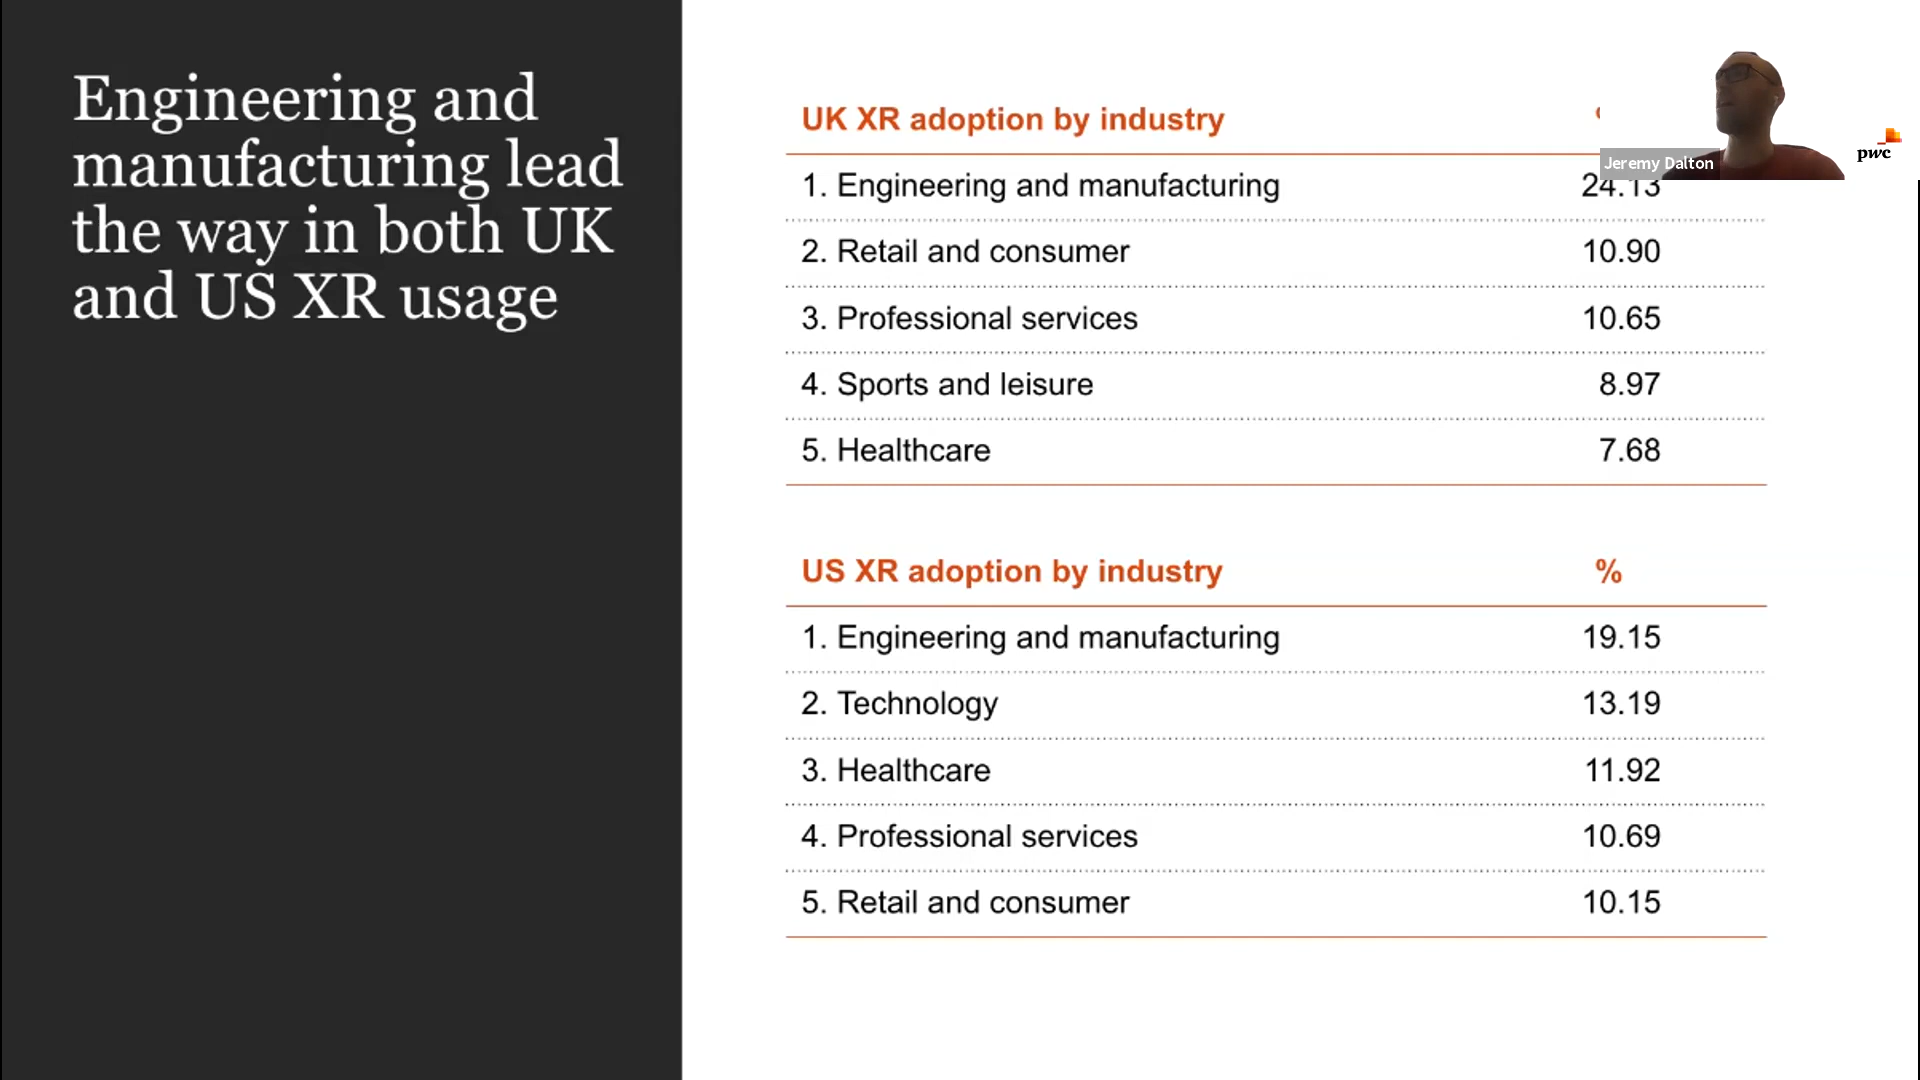 Engineering and
manufacturing lead
the way in both UK
and US XR usage
UK XR adoption by industry
1. Engineering and manufacturing 24.13
2. Retail and consumer 10.90
3. Professional services 10.65
4. Sports and leisure 8.97
5. Healthcare 7.68
US XR adoption by industry %
1. Engineering and manufacturing 19.15
2. Technology 13.19
3. Healthcare 11.92
4. Professional services 10.69
5. Retail and consumer 10.15
Jeremy Dalton
pwc